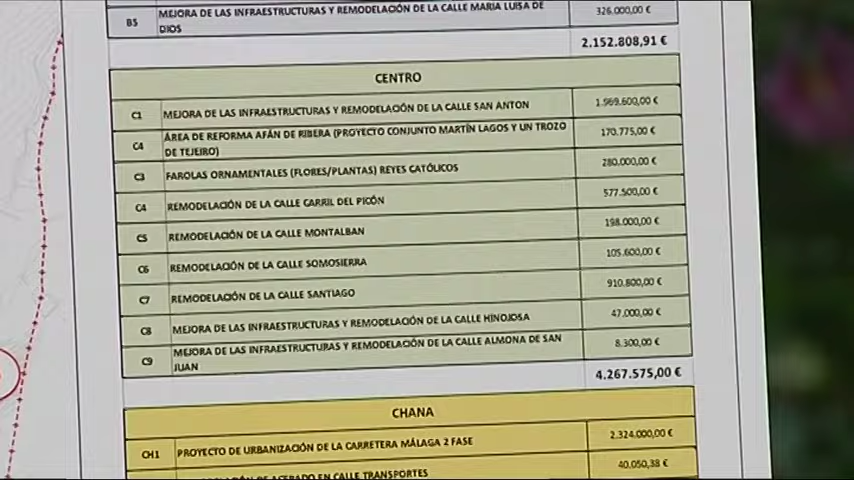 B5 MEJORA DE LAS INFRAESTRUCTURAS Y REMODELACIÓN DE LA CALLE MARIA LUISA DE 326.000,00 €
DIOS
2.152.808,91 €
CENTRO
C1 MEJORA DE LAS INFRAESTRUCTURAS Y REMODELACIÓN DE LA CALLE SAN ANTON 1.969.600,00 €
C4 ÁREA DE REFORMA AFÁN DE RIBERA (PROYECTO CONJUNTO MARTÍN LAGOS Y UN TROZO 170.775,00 €
DE TEJEIRO)
C3 FAROLAS ORNAMENTALES (FLORES/PLANTAS) REYES CATÓLICOS 280.000,00 €
C4 REMODELACIÓN DE LA CALLE CARRIL DEL PICÓN 577.500,00 €
C5 REMODELACIÓN DE LA CALLE MONTALBAN 198.000,00 €
C6 REMODELACIÓN DE LA CALLE SOMOSIERRA 105.600,00 €
C7 REMODELACIÓN DE LA CALLE SANTIAGO 910.800,00 €
C8 MEJORA DE LAS INFRAESTRUCTURAS Y REMODELACIÓN DE LA CALLE HINOJOSA 47.000,00 €
C9 MEJORA DE LAS INFRAESTRUCTURAS Y REMODELACIÓN DE LA CALLE ALMONA DE SAN 8.300,00 €
JUAN
4.267.575,00 €
CHANA
CH1 PROYECTO DE URBANIZACIÓN DE LA CARRETERA MÁLAGA 2 FASE 2.324.000,00 €
DE ACERADO EN CALLE TRANSPORTES 40.050,38 €